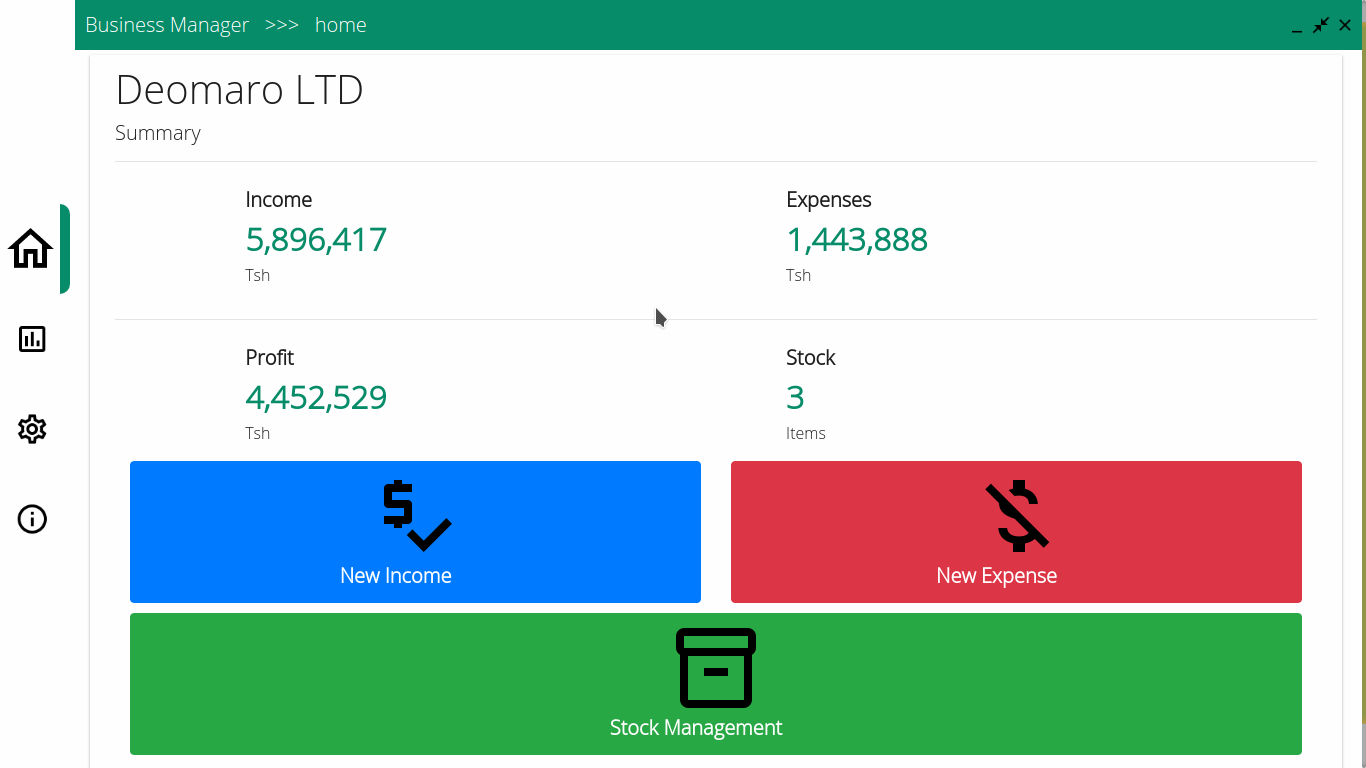 Business Manager >>> home
Deomaro LTD
Summary
Income
5,896,417
Tsh
Expenses
1,443,888
Tsh
Profit
4,452,529
Tsh
Stock
3
Items
New Income
New Expense
Stock Management